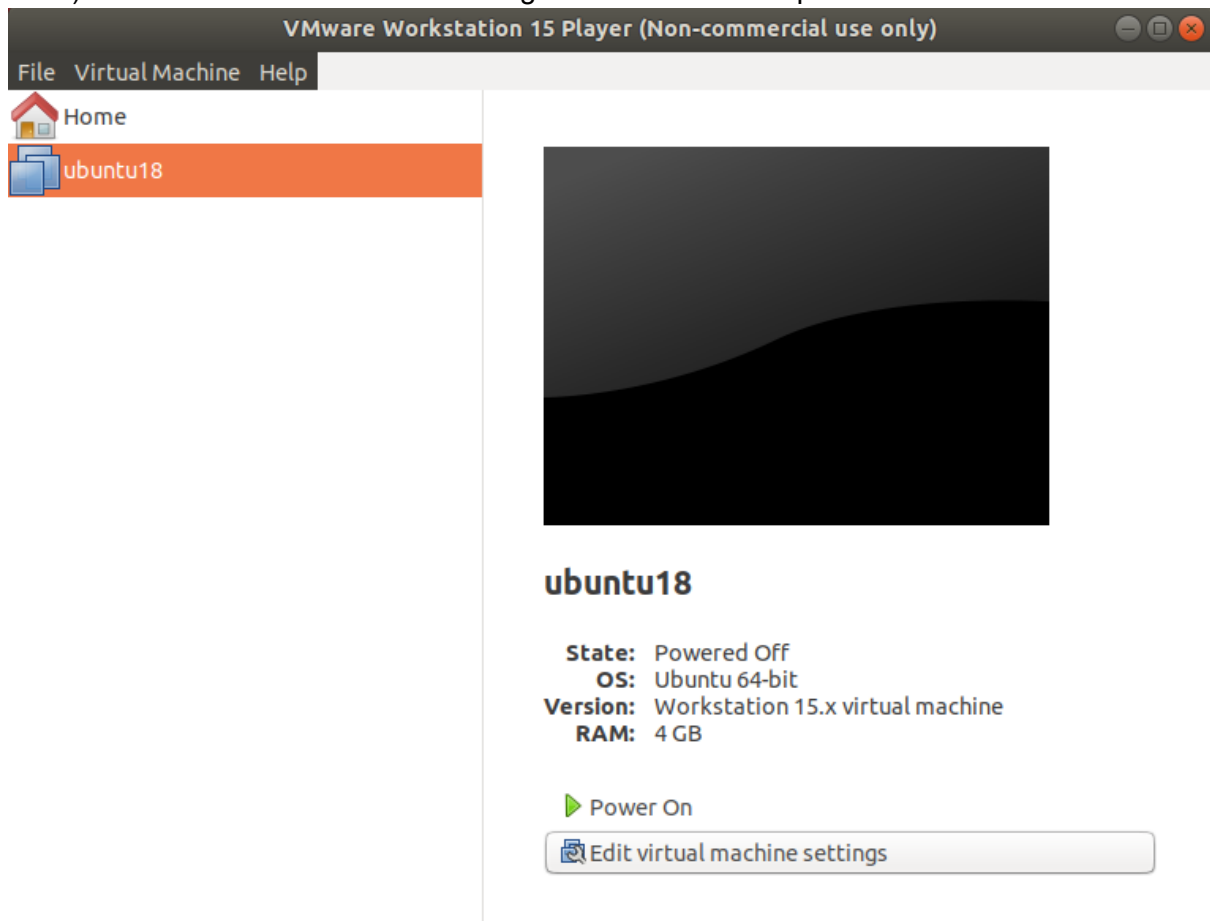 VMware Workstation 15 Player (Non-commercial use only)
File Virtual Machine Help
Home
ubuntu18
ubuntu18
State: Powered Off
OS: Ubuntu 64-bit
Version: Workstation 15.x virtual machine
RAM: 4 GB
Power On
Edit virtual machine settings